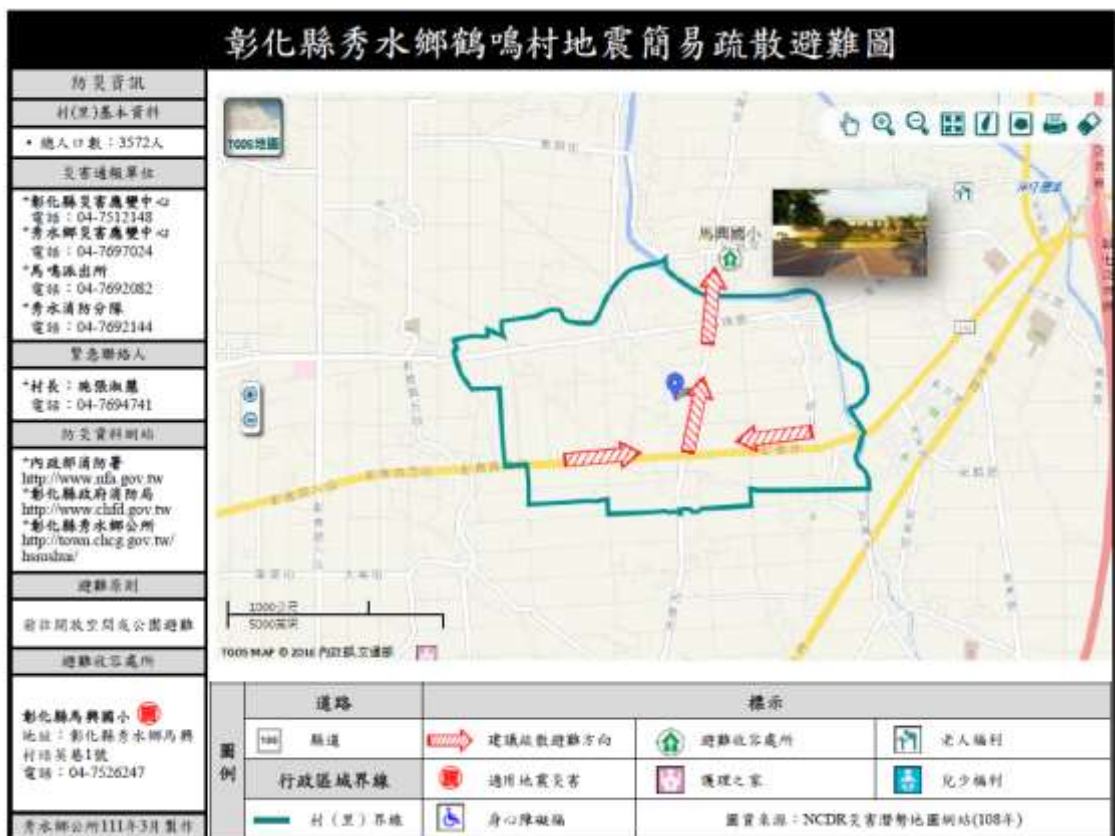 彰化縣秀水鄉鶴鳴村地震簡易疏散避難圖
防災資訊
村(里)基本資料
• 總人口數：3572人
災害通報單位
*彰化縣災害應變中心
電話：04-7512148
*秀水鄉災害應變中心
電話：04-7697024
*馬鳴派出所
電話：04-7692082
*秀水消防分隊
電話：04-7692144
緊急聯絡人
*村長：施張淑麗
電話：04-7694741
防災資料網站
*內政部消防署
http://www.nfa.gov.tw
*彰化縣政府消防局
http://www.chfd.gov.tw
*彰化縣秀水鄉公所
http://town.chcg.gov.tw/
hsioshui/
避難原則
前往開放空間或公園避難
避難收容處所
彰化縣馬興國小
地址：彰化縣秀水鄉馬興
村培英巷1號
電話：04-7526247
秀水鄉公所111年3月製作
TGOS地圖
馬興國小
1000公尺
5000英呎
TGOS MAP © 2016 內政部,交通部
圖例
道路
標示
縣道
建議疏散避難方向
避難收容處所
老人福利
行政區域界線
適用地震災害
護理之家
兒少福利
村（里）界線
身心障礙福
圖資來源：NCDR災害潛勢地圖網站(108年)